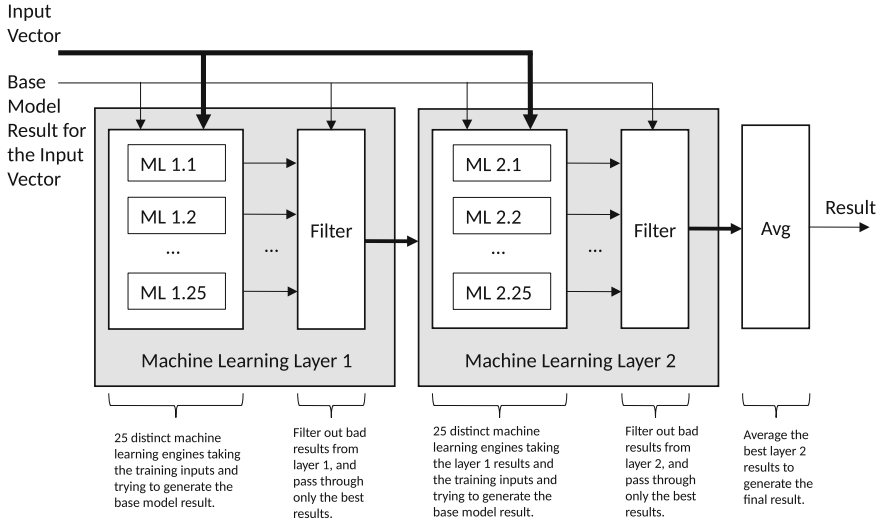 Input
Vector
Base
Model
Result for
the Input
Vector
ML 1.1
ML 1.2
...
ML 1.25
...
Filter
Machine Learning Layer 1
ML 2.1
ML 2.2
...
ML 2.25
...
Filter
Machine Learning Layer 2
Avg
Result
25 distinct machine
learning engines taking
the training inputs and
trying to generate the
base model result.
Filter out bad
results from
layer 1, and
pass through
only the best
results.
25 distinct machine
learning engines taking
the layer 1 results and
the training inputs and
trying to generate the
base model result.
Filter out bad
results from
layer 2, and
pass through
only the best
results.
Average the
best layer 2
results to
generate the
final result.